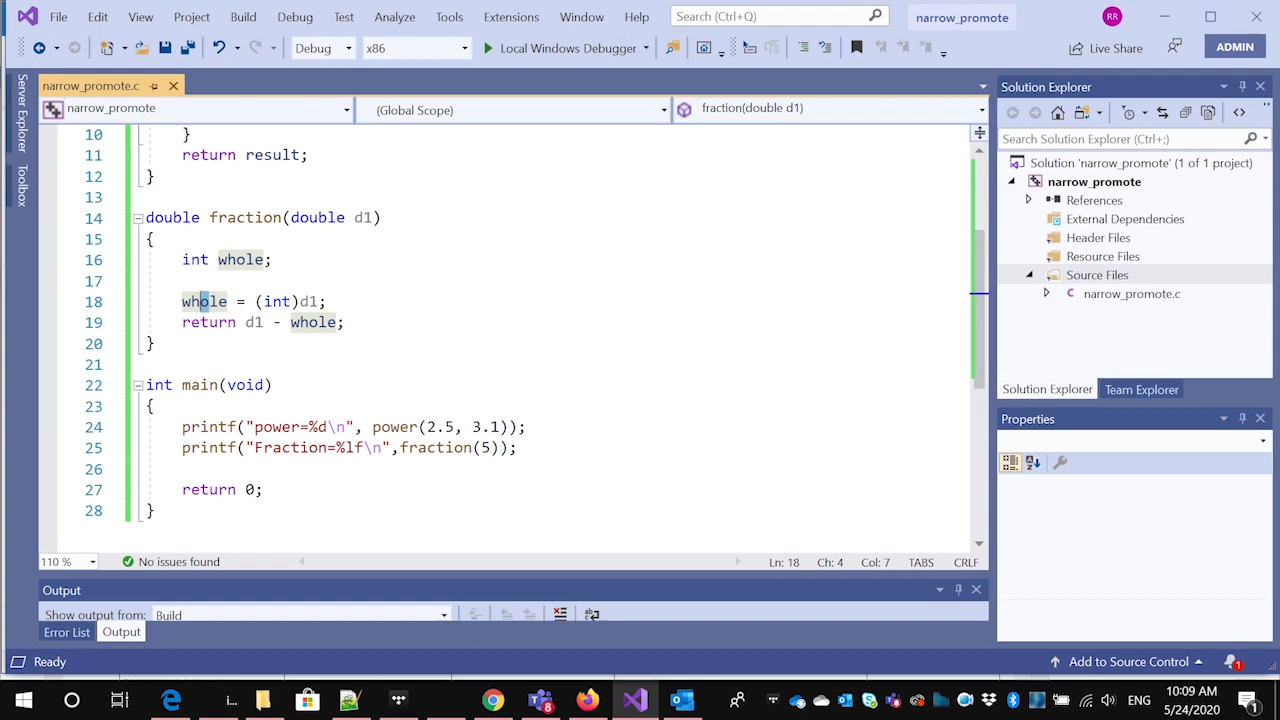 File Edit View Project Build Debug Test Analyze Tools Extensions Window Help Search (Ctrl+Q) narrow_promote RR
Debug x86 Local Windows Debugger Live Share ADMIN
Server Explorer
Toolbox
narrow_promote.c
narrow_promote (Global Scope) fraction(double d1)
10 }
11 return result;
12 }
13
14 double fraction(double d1)
15 {
16 int whole;
17
18 whole = (int)d1;
19 return d1 - whole;
20 }
21
22 int main(void)
23 {
24 printf("power=%d\n", power(2.5, 3.1));
25 printf("Fraction=%lf\n",fraction(5));
26
27 return 0;
28 }
110 % No issues found Ln: 18 Ch: 4 Col: 7 TABS CRLF
Output
Show output from: Build
Error List Output
Solution Explorer
Search Solution Explorer (Ctrl+;)
Solution 'narrow_promote' (1 of 1 project)
narrow_promote
References
External Dependencies
Header Files
Resource Files
Source Files
narrow_promote.c
Solution Explorer Team Explorer
Properties
Ready Add to Source Control 1
ENG 10:09 AM
5/24/2020